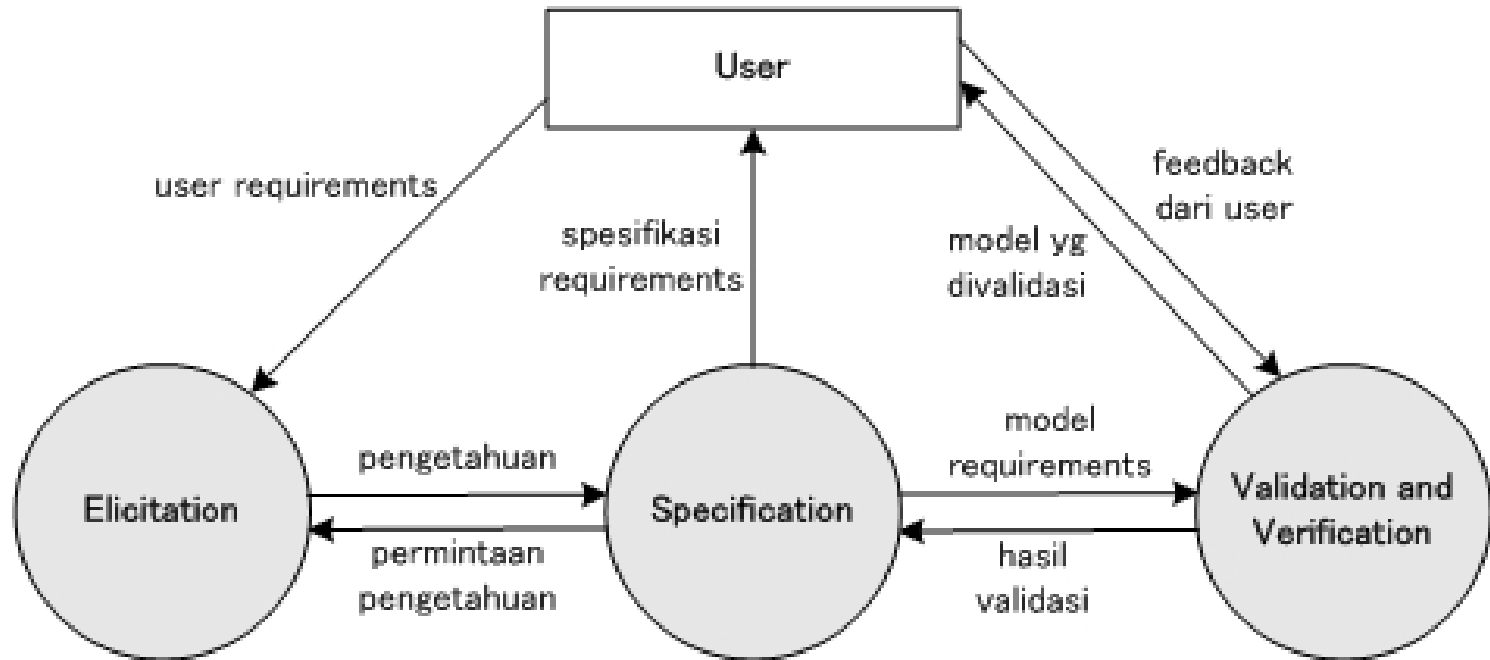 User
user requirements
spesifikasi
requirements
model yg
divalidasi
feedback
dari user
Elicitation
pengetahuan
permintaan
pengetahuan
Specification
model
requirements
hasil
validasi
Validation and
Verification